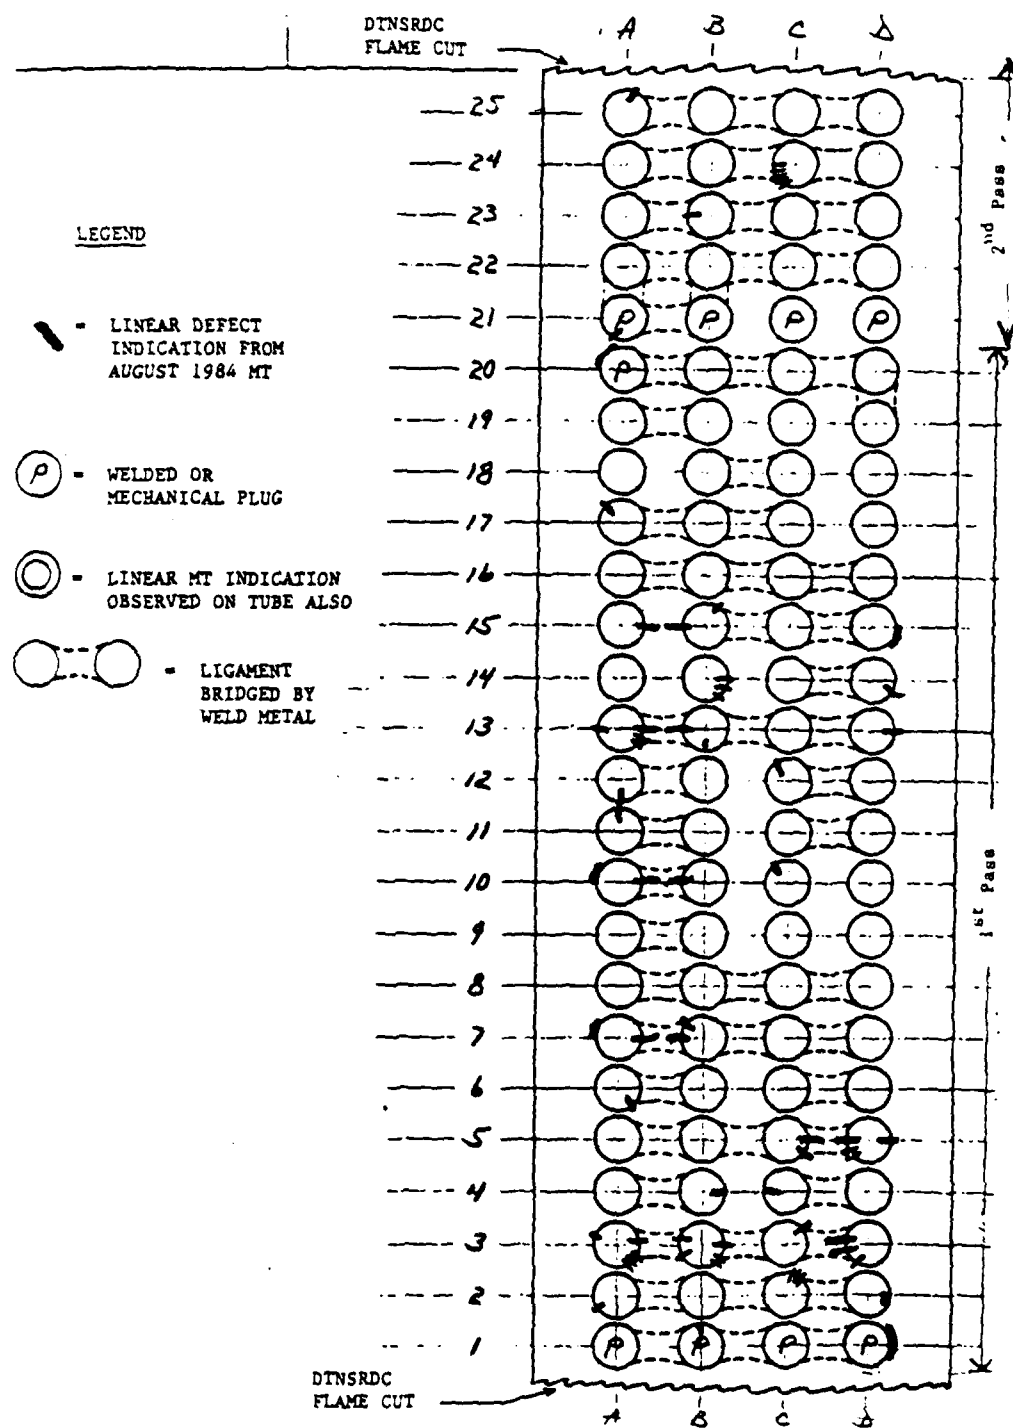 DTNSRDC
FLAME CUT
A B C D
25
24
23
2nd Pass
LEGEND
22
21 P P P P
= LINEAR DEFECT
INDICATION FROM
AUGUST 1984 MT
20 P
19
P = WELDED OR
MECHANICAL PLUG
18
17
= LINEAR MT INDICATION
OBSERVED ON TUBE ALSO
16
15
= LIGAMENT
BRIDGED BY
WELD METAL
14
13
12
11
10
1st Pass
9
8
7
6
5
4
3
2
1 P P P P
DTNSRDC
FLAME CUT
A B C D